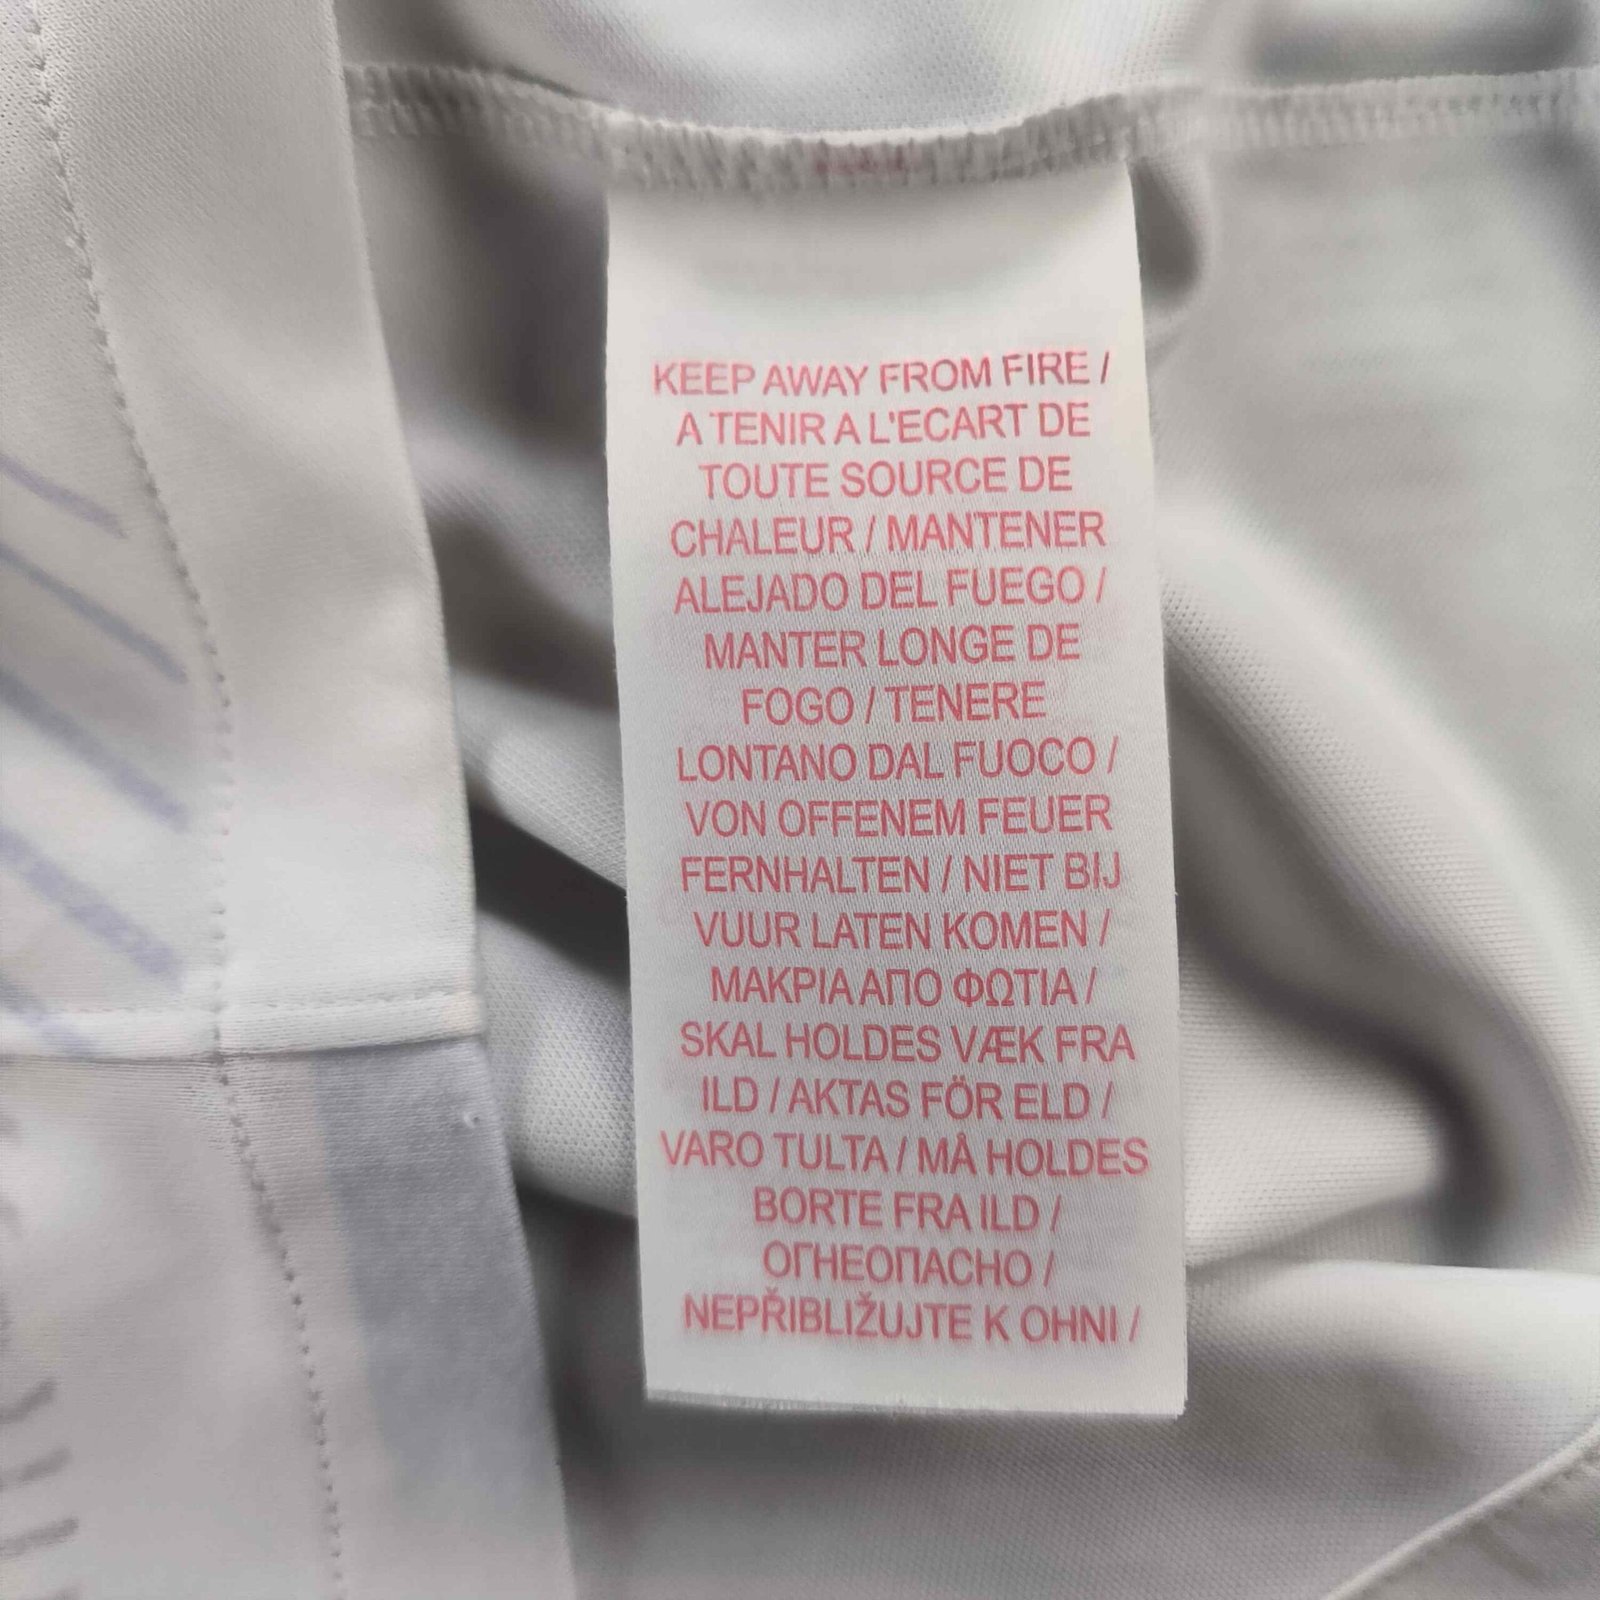 KEEP AWAY FROM FIRE /
A TENIR A L'ECART DE
TOUTE SOURCE DE
CHALEUR / MANTENER
ALEJADO DEL FUEGO /
MANTER LONGE DE
FOGO / TENERE
LONTANO DAL FUOCO /
VON OFFENEM FEUER
FERNHALTEN / NIET BIJ
VUUR LATEN KOMEN /
ΜΑΚΡΙΑ ΑΠΟ ΦΩΤΙΑ /
SKAL HOLDES VÆK FRA
ILD / AKTAS FÖR ELD /
VARO TULTA / MÅ HOLDES
BORTE FRA ILD /
ОГНЕОПАСНО /
NEPŘIBLIŽUJTE K OHNI /